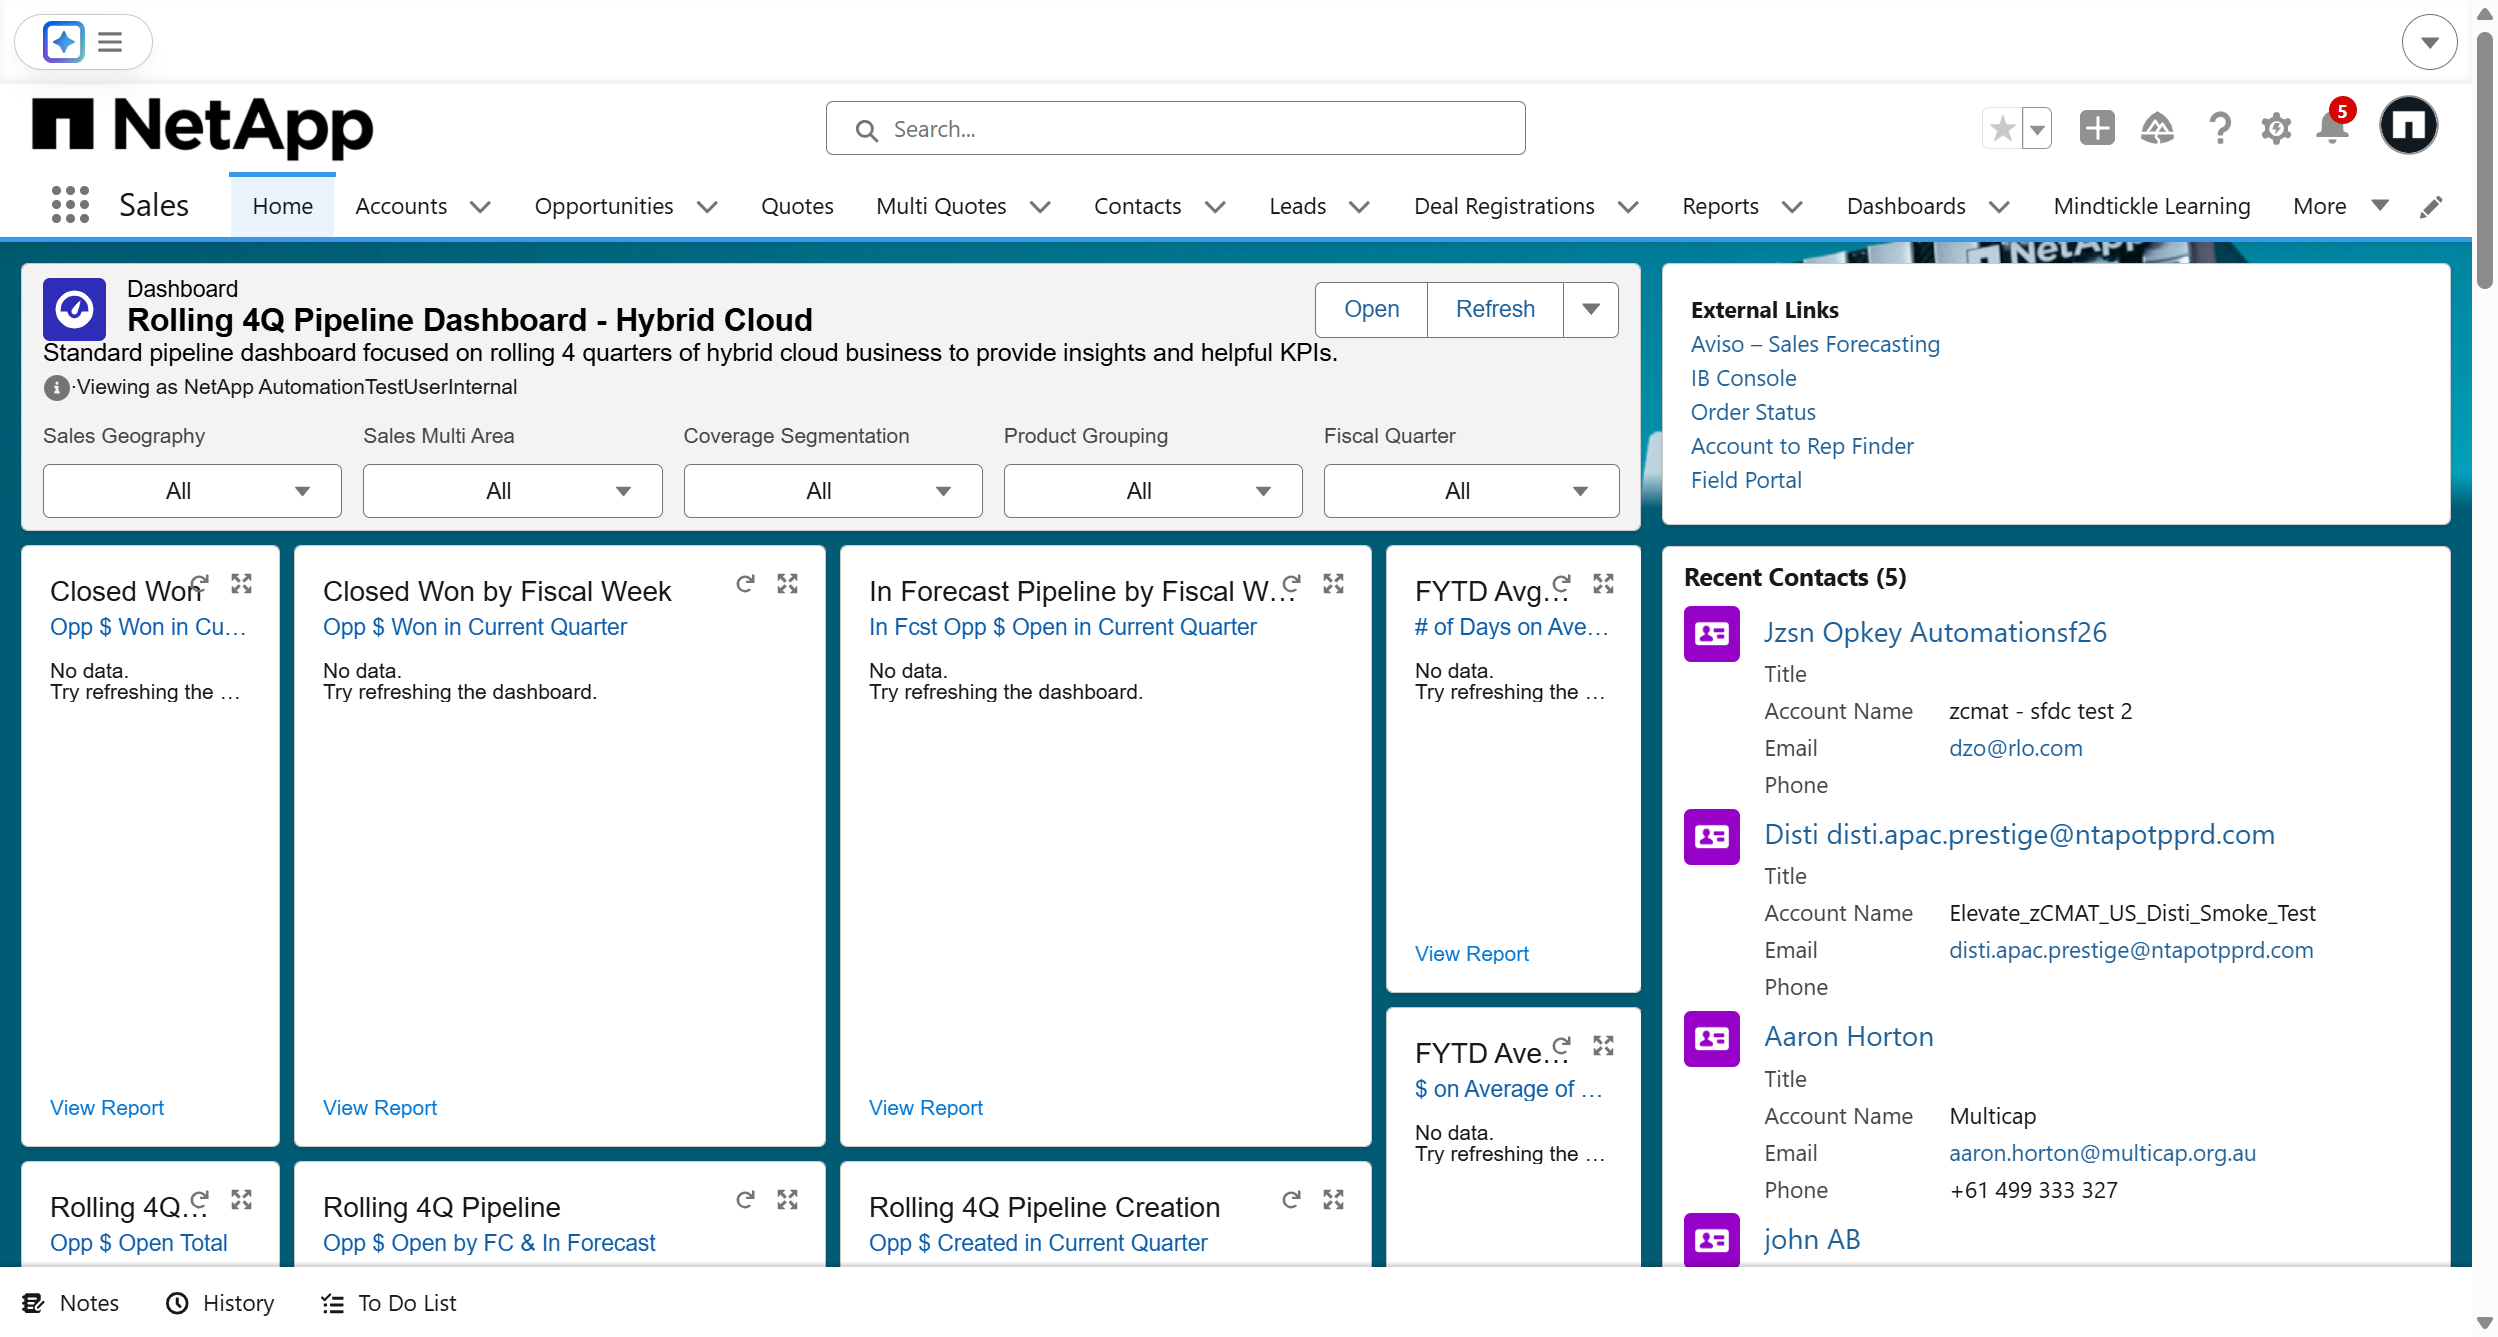 NetApp
Search...
5
Sales
Home
Accounts
Opportunities
Quotes
Multi Quotes
Contacts
Leads
Deal Registrations
Reports
Dashboards
Mindtickle Learning
More
NetApp
Dashboard
Rolling 4Q Pipeline Dashboard - Hybrid Cloud
Open
Refresh
Standard pipeline dashboard focused on rolling 4 quarters of hybrid cloud business to provide insights and helpful KPIs.
·Viewing as NetApp AutomationTestUserInternal
Sales Geography
Sales Multi Area
Coverage Segmentation
Product Grouping
Fiscal Quarter
All
All
All
All
All
External Links
Aviso – Sales Forecasting
IB Console
Order Status
Account to Rep Finder
Field Portal
Closed Won
Opp $ Won in Cu...
No data.
Try refreshing the ...
View Report
Closed Won by Fiscal Week
Opp $ Won in Current Quarter
No data.
Try refreshing the dashboard.
View Report
In Forecast Pipeline by Fiscal W...
In Fcst Opp $ Open in Current Quarter
No data.
Try refreshing the dashboard.
View Report
FYTD Avg...
# of Days on Ave...
No data.
Try refreshing the ...
View Report
FYTD Ave...
$ on Average of ...
No data.
Try refreshing the ...
Rolling 4Q...
Opp $ Open Total
Rolling 4Q Pipeline
Opp $ Open by FC & In Forecast
Rolling 4Q Pipeline Creation
Opp $ Created in Current Quarter
Recent Contacts (5)
Jzsn Opkey Automationsf26
Title
Account Name zcmat - sfdc test 2
Email dzo@rlo.com
Phone
Disti disti.apac.prestige@ntapotpprd.com
Title
Account Name Elevate_zCMAT_US_Disti_Smoke_Test
Email disti.apac.prestige@ntapotpprd.com
Phone
Aaron Horton
Title
Account Name Multicap
Email aaron.horton@multicap.org.au
Phone +61 499 333 327
john AB
Notes
History
To Do List